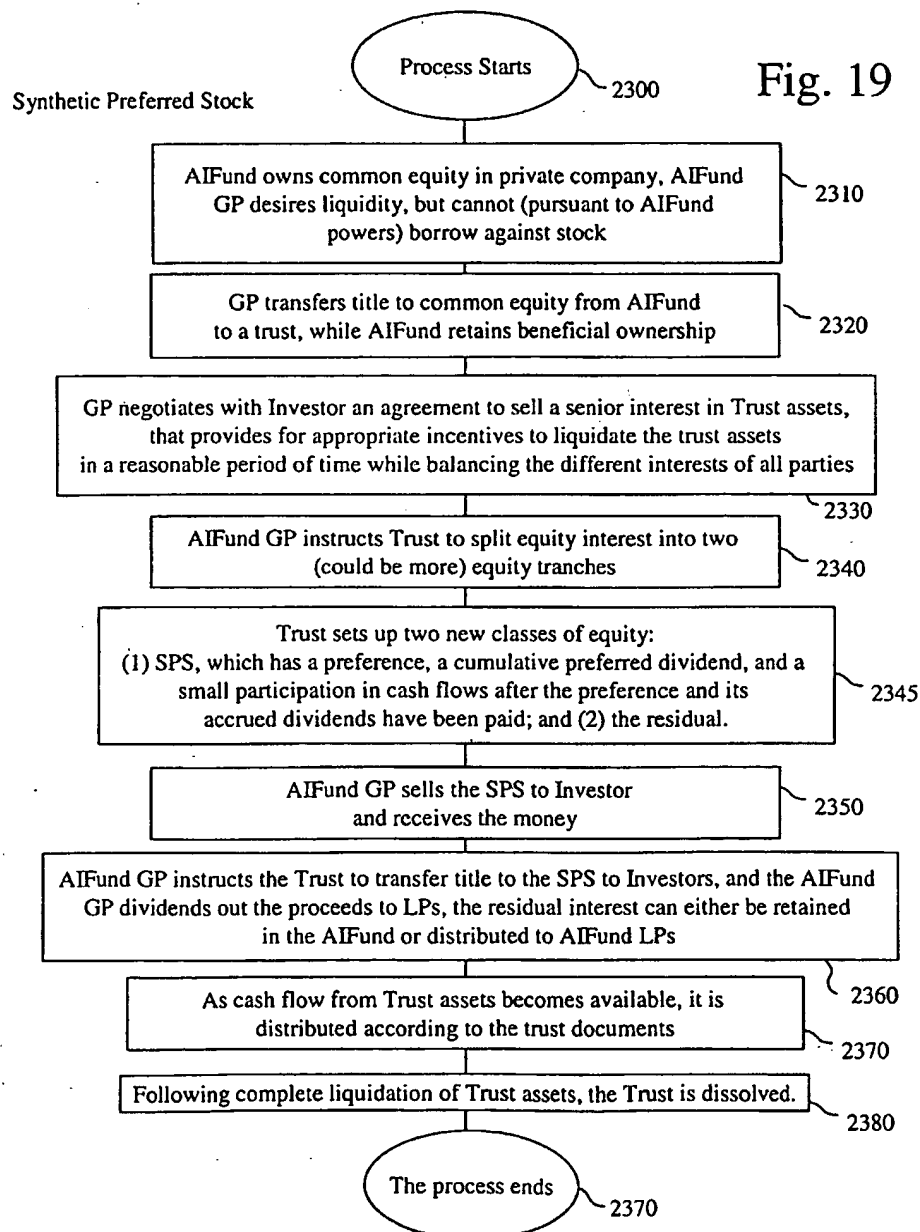 Process Starts
2300
Fig. 19
Synthetic Preferred Stock
AIFund owns common equity in private company, AIFund
GP desires liquidity, but cannot (pursuant to AIFund
powers) borrow against stock
2310
GP transfers title to common equity from AIFund
to a trust, while AIFund retains beneficial ownership
2320
GP negotiates with Investor an agreement to sell a senior interest in Trust assets,
that provides for appropriate incentives to liquidate the trust assets
in a reasonable period of time while balancing the different interests of all parties
2330
AIFund GP instructs Trust to split equity interest into two
(could be more) equity tranches
2340
Trust sets up two new classes of equity:
(1) SPS, which has a preference, a cumulative preferred dividend, and a
small participation in cash flows after the preference and its
accrued dividends have been paid; and (2) the residual.
2345
AIFund GP sells the SPS to Investor
and receives the money
2350
AIFund GP instructs the Trust to transfer title to the SPS to Investors, and the AIFund
GP dividends out the proceeds to LPs, the residual interest can either be retained
in the AIFund or distributed to AIFund LPs
2360
As cash flow from Trust assets becomes available, it is
distributed according to the trust documents
2370
Following complete liquidation of Trust assets, the Trust is dissolved.
2380
The process ends
2370